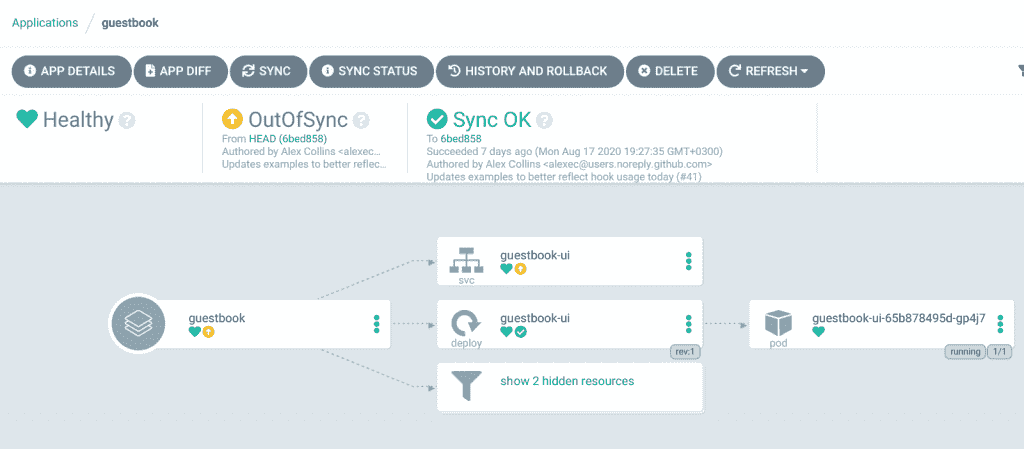 Applications / guestbook
APP DETAILS APP DIFF SYNC SYNC STATUS HISTORY AND ROLLBACK DELETE REFRESH
Healthy ?
OutOfSync ?
From HEAD (6bed858)
Authored by Alex Collins <alexec...
Updates examples to better reflec...
Sync OK ?
To 6bed858
Succeeded 7 days ago (Mon Aug 17 2020 19:27:35 GMT+0300)
Authored by Alex Collins <alexec@users.noreply.github.com>
Updates examples to better reflect hook usage today (#41)
guestbook
guestbook-ui
svc
guestbook-ui
deploy
rev:1
show 2 hidden resources
guestbook-ui-65b878495d-gp4j7
pod
running 1/1